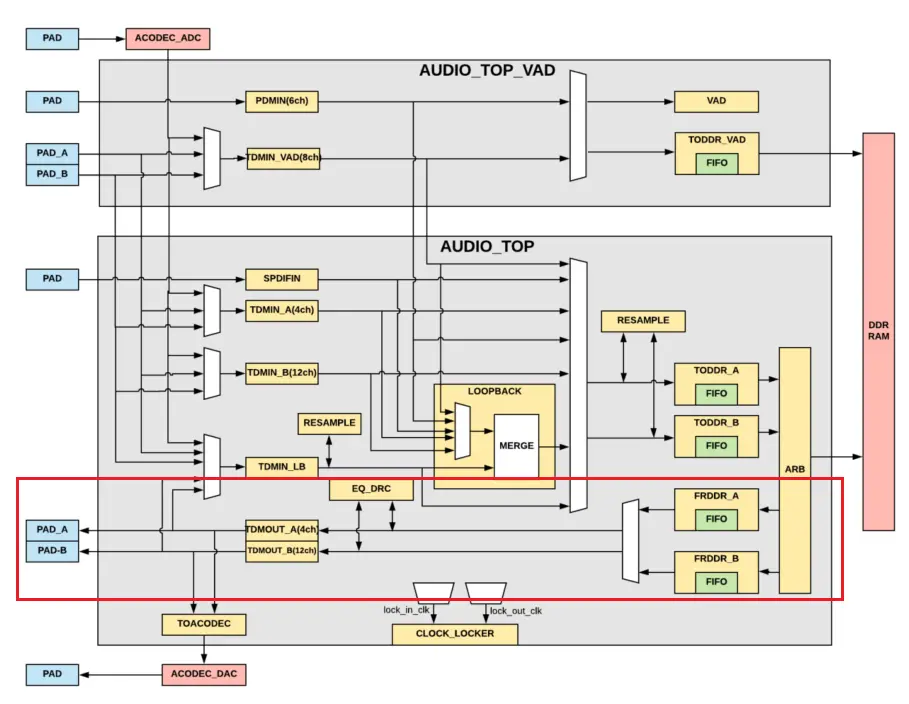 PAD
ACODEC_ADC
AUDIO_TOP_VAD
PAD
PDMIN(6ch)
VAD
PAD_A
PAD_B
TDMIN_VAD(8ch)
TODDR_VAD
FIFO
AUDIO_TOP
PAD
SPDIFIN
TDMIN_A(4ch)
RESAMPLE
DDR
RAM
TDMIN_B(12ch)
TODDR_A
FIFO
LOOPBACK
RESAMPLE
MERGE
TODDR_B
FIFO
TDMIN_LB
ARB
EQ_DRC
FRDDR_A
FIFO
PAD_A
PAD-B
TDMOUT_A(4ch)
TDMOUT_B(12ch)
FRDDR_B
FIFO
lock_in_clk
lock_out_clk
TOACODEC
CLOCK_LOCKER
PAD
ACODEC_DAC